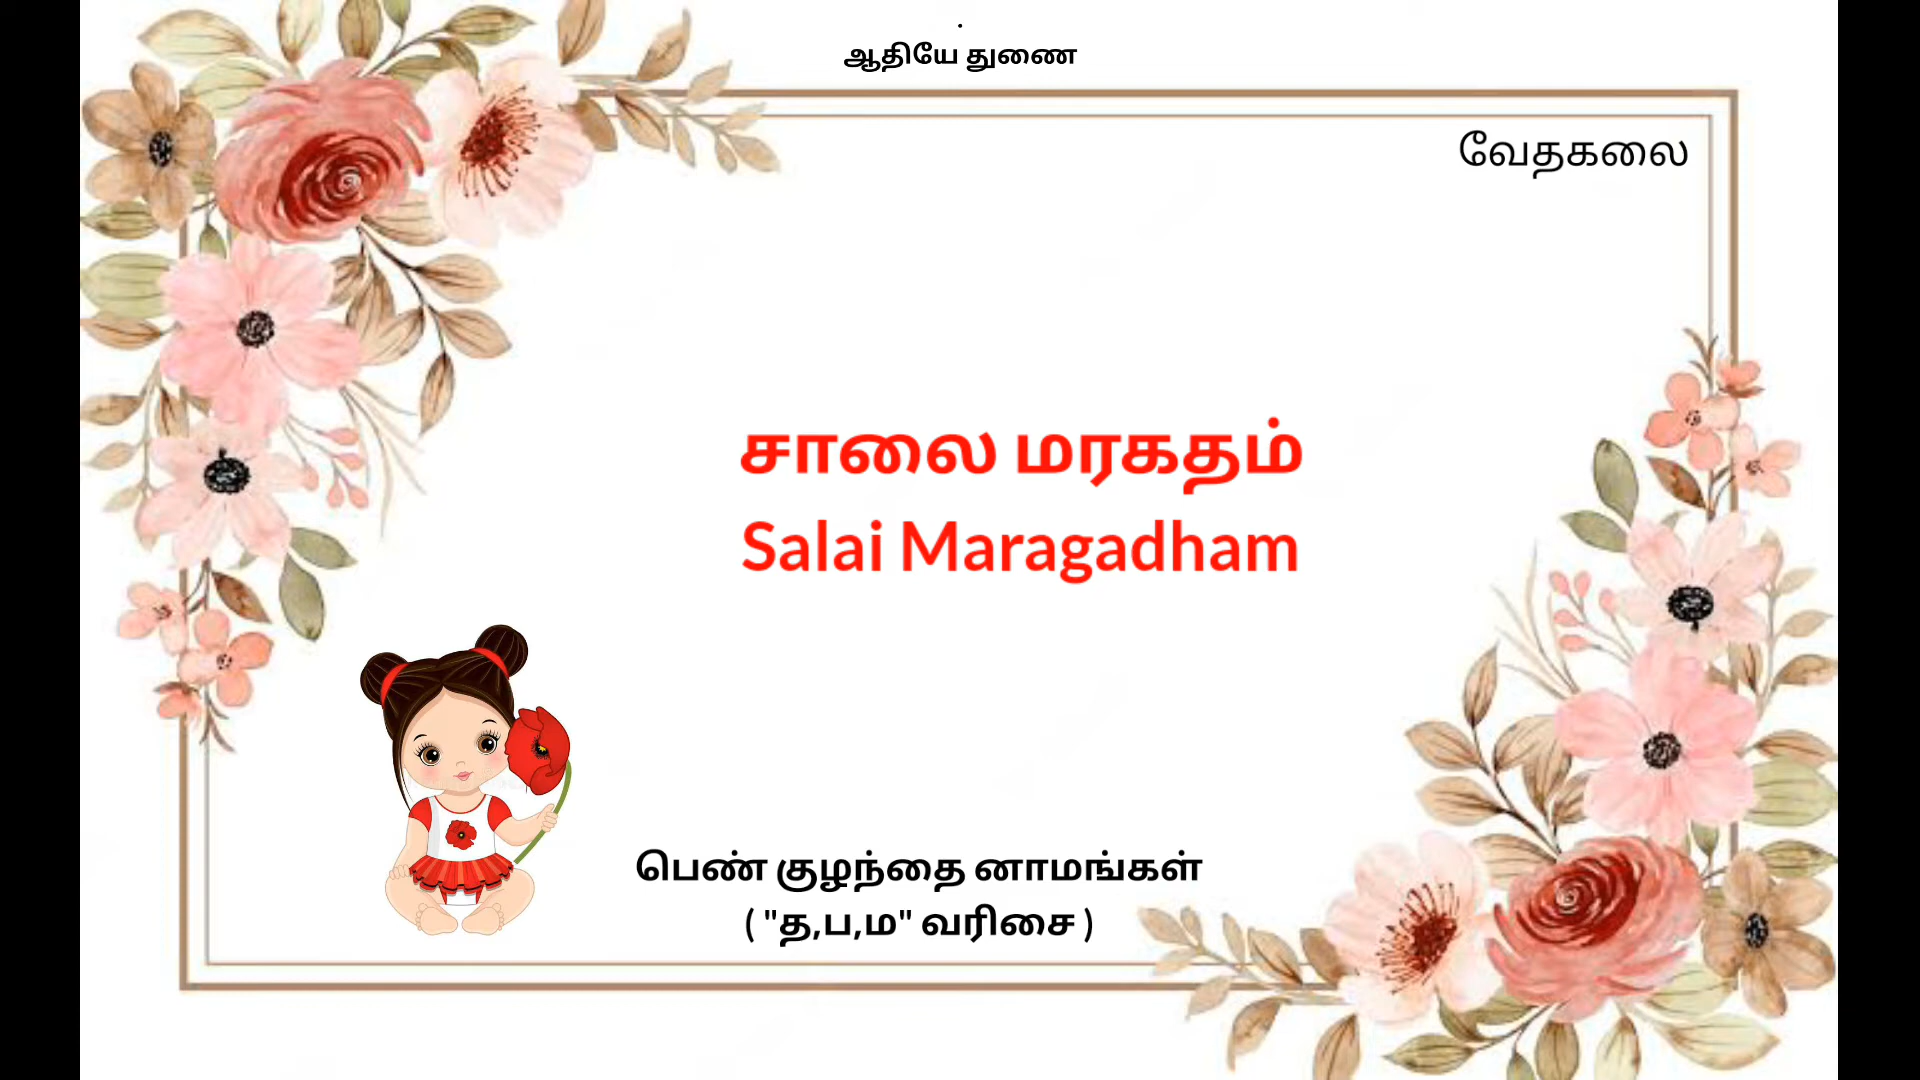 ஆதியே துணை
வேதகலை
சாலை மரகதம்
Salai Maragadham
பெண் குழந்தை னாமங்கள்
( "த,ப,ம" வரிசை )